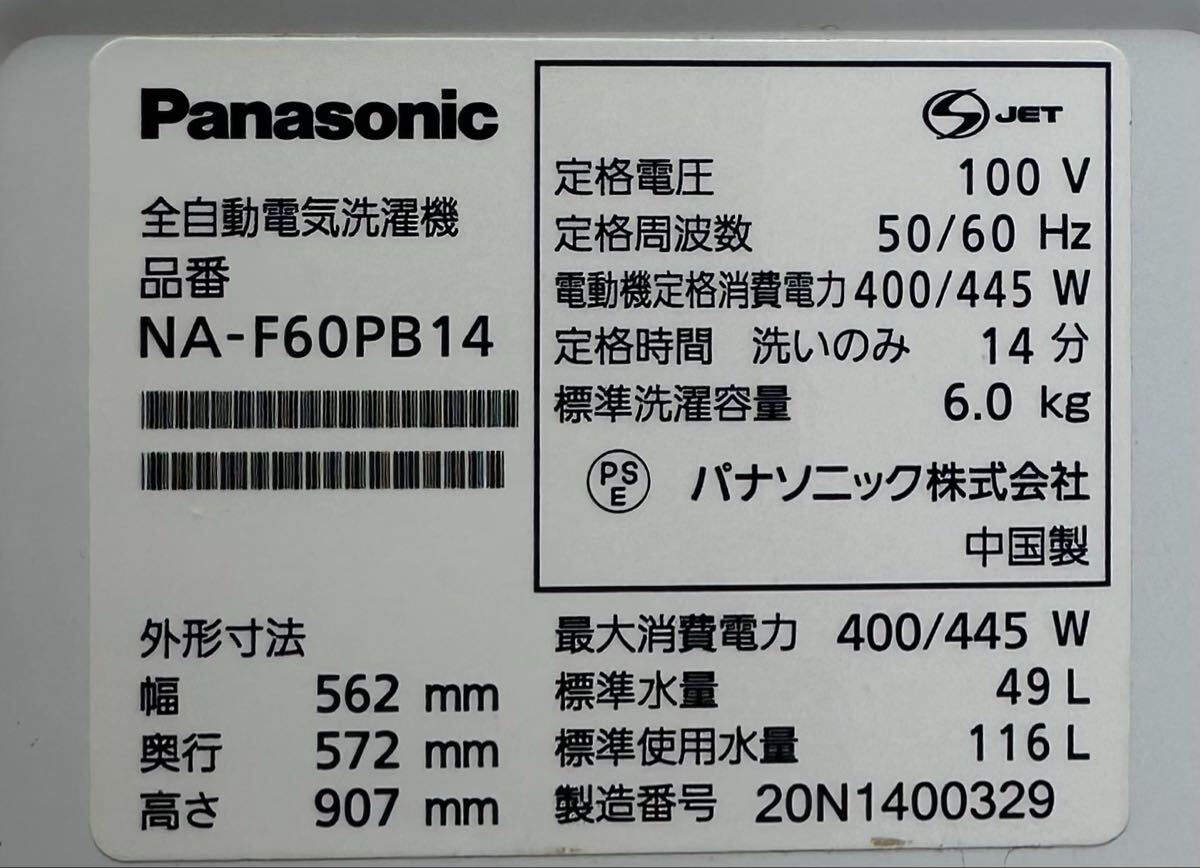 Panasonic
全自動電気洗濯機
品番
NA-F60PB14
S JET
定格電圧 100 V
定格周波数 50/60 Hz
電動機定格消費電力 400/445 W
定格時間 洗いのみ 14 分
標準洗濯容量 6.0 kg
PS E パナソニック株式会社
中国製
外形寸法
幅 562 mm
奥行 572 mm
高さ 907 mm
最大消費電力 400/445 W
標準水量 49 L
標準使用水量 116 L
製造番号 20N1400329